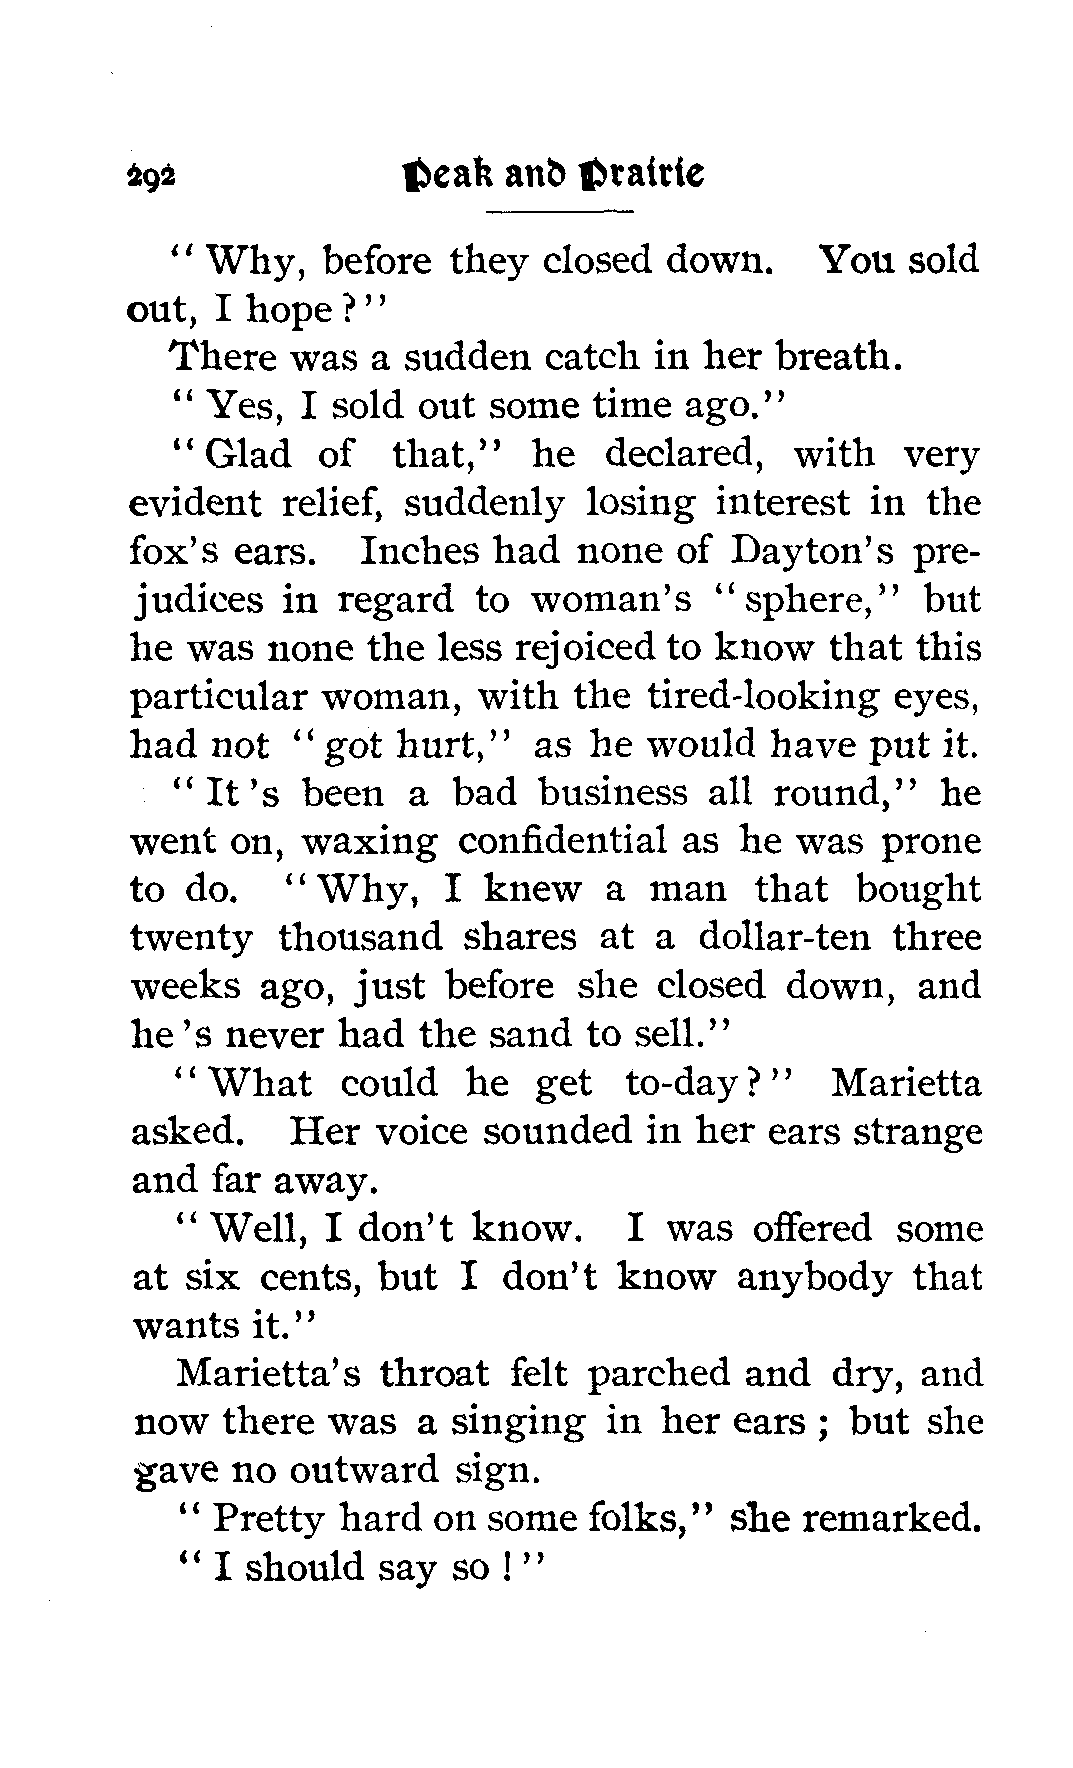 292 Peak and Prairie
" Why, before they closed down. You sold
out, I hope ? "
There was a sudden catch in her breath.
" Yes, I sold out some time ago."
" Glad of that," he declared, with very
evident relief, suddenly losing interest in the
fox's ears. Inches had none of Dayton's pre-
judices in regard to woman's " sphere," but
he was none the less rejoiced to know that this
particular woman, with the tired-looking eyes,
had not " got hurt," as he would have put it.
" It 's been a bad business all round," he
went on, waxing confidential as he was prone
to do. " Why, I knew a man that bought
twenty thousand shares at a dollar-ten three
weeks ago, just before she closed down, and
he 's never had the sand to sell."
" What could he get to-day ? " Marietta
asked. Her voice sounded in her ears strange
and far away.
" Well, I don't know. I was offered some
at six cents, but I don't know anybody that
wants it."
Marietta's throat felt parched and dry, and
now there was a singing in her ears ; but she
gave no outward sign.
" Pretty hard on some folks," she remarked.
" I should say so ! "